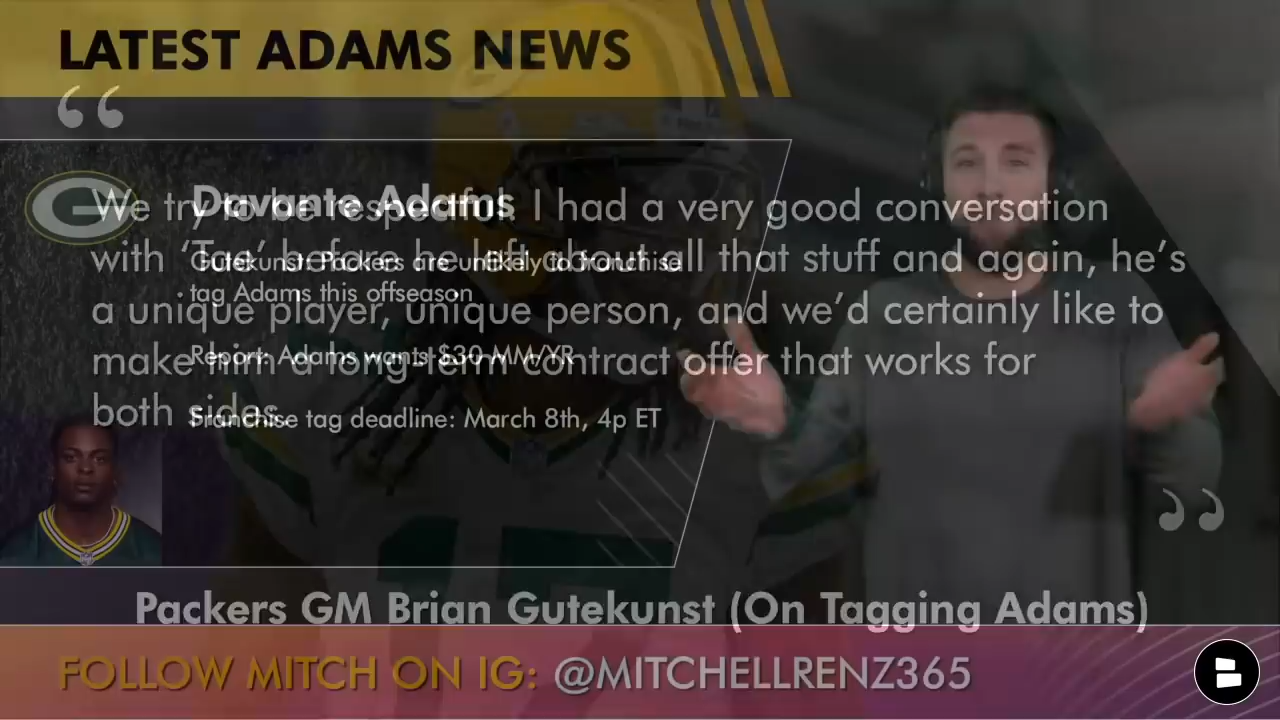 LATEST ADAMS NEWS
“
We try to be respectful. I had a very good conversation
with ‘Tae’ before he left about all that stuff and again, he’s
a unique player, unique person, and we’d certainly like to
make him a long-term contract offer that works for
both sides.
”
Packers GM Brian Gutekunst (On Tagging Adams)
G
Davante Adams
Gutekunst: Packers are unlikely to franchise
tag Adams this offseason
Report: Adams wants $30 MM/YR
Franchise tag deadline: March 8th, 4p ET
FOLLOW MITCH ON IG: @MITCHELLRENZ365